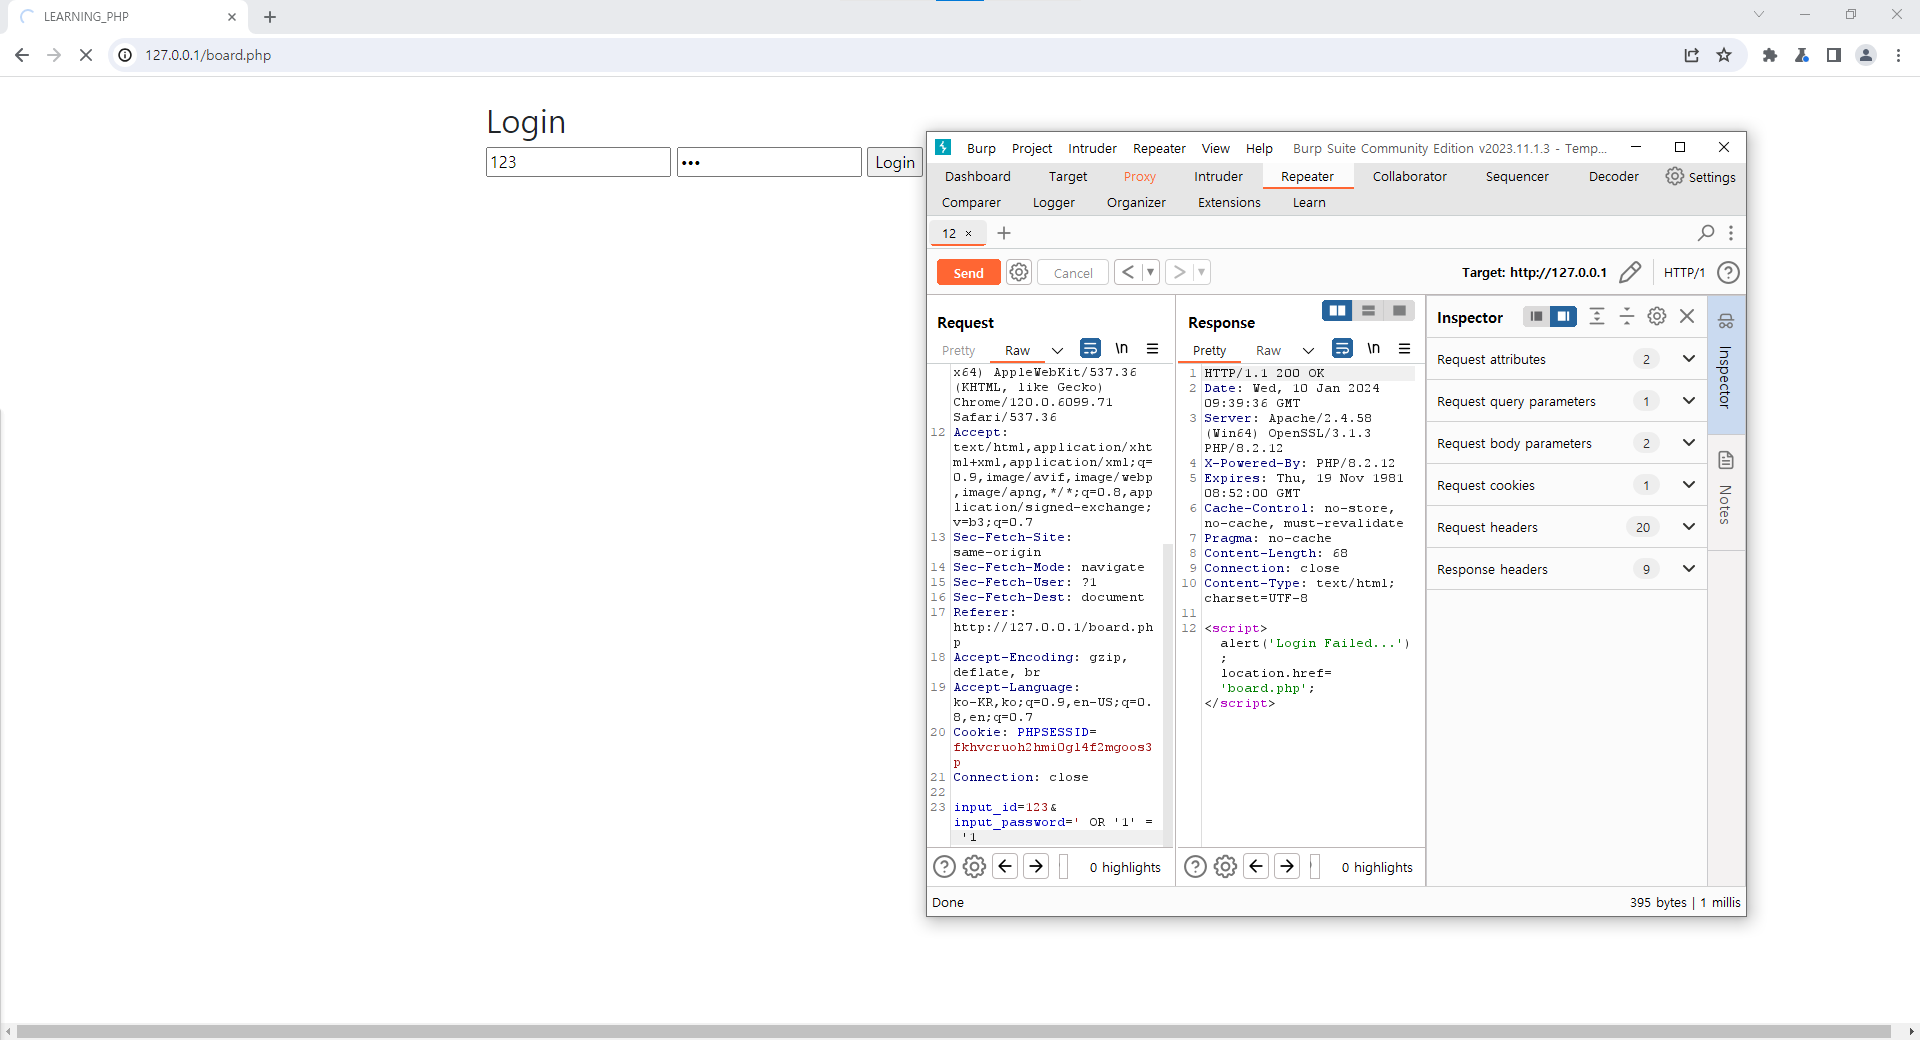 LEARNING_PHP
127.0.0.1/board.php
Login
123
•••
Login
Burp Project Intruder Repeater View Help Burp Suite Community Edition v2023.11.1.3 - Temp...
Dashboard Target Proxy Intruder Repeater Collaborator Sequencer Decoder Settings
Comparer Logger Organizer Extensions Learn
12 ×
Send Cancel Target: http://127.0.0.1 HTTP/1
Request
Pretty Raw \n
x64) AppleWebKit/537.36
(KHTML, like Gecko)
Chrome/120.0.6099.71
Safari/537.36
12 Accept:
text/html,application/xht
ml+xml,application/xml;q=
0.9,image/avif,image/webp
,image/apng,*/*;q=0.8,app
lication/signed-exchange;
v=b3;q=0.7
13 Sec-Fetch-Site:
same-origin
14 Sec-Fetch-Mode: navigate
15 Sec-Fetch-User: ?1
16 Sec-Fetch-Dest: document
17 Referer:
http://127.0.0.1/board.ph
p
18 Accept-Encoding: gzip,
deflate, br
19 Accept-Language:
ko-KR,ko;q=0.9,en-US;q=0.
8,en;q=0.7
20 Cookie: PHPSESSID=
fkhvcruoh2hmi0gl4f2mgoos3
p
21 Connection: close
22
23 input_id=123&
input_password=' OR '1' =
'1
0 highlights
Response
Pretty Raw \n
1 HTTP/1.1 200 OK
2 Date: Wed, 10 Jan 2024
09:39:36 GMT
3 Server: Apache/2.4.58
(Win64) OpenSSL/3.1.3
PHP/8.2.12
4 X-Powered-By: PHP/8.2.12
5 Expires: Thu, 19 Nov 1981
08:52:00 GMT
6 Cache-Control: no-store,
no-cache, must-revalidate
7 Pragma: no-cache
8 Content-Length: 68
9 Connection: close
10 Content-Type: text/html;
charset=UTF-8
11
12 <script>
alert('Login Failed...')
;
location.href=
'board.php';
</script>
0 highlights
Inspector
Request attributes 2
Request query parameters 1
Request body parameters 2
Request cookies 1
Request headers 20
Response headers 9
Inspector
Notes
Done
395 bytes | 1 millis